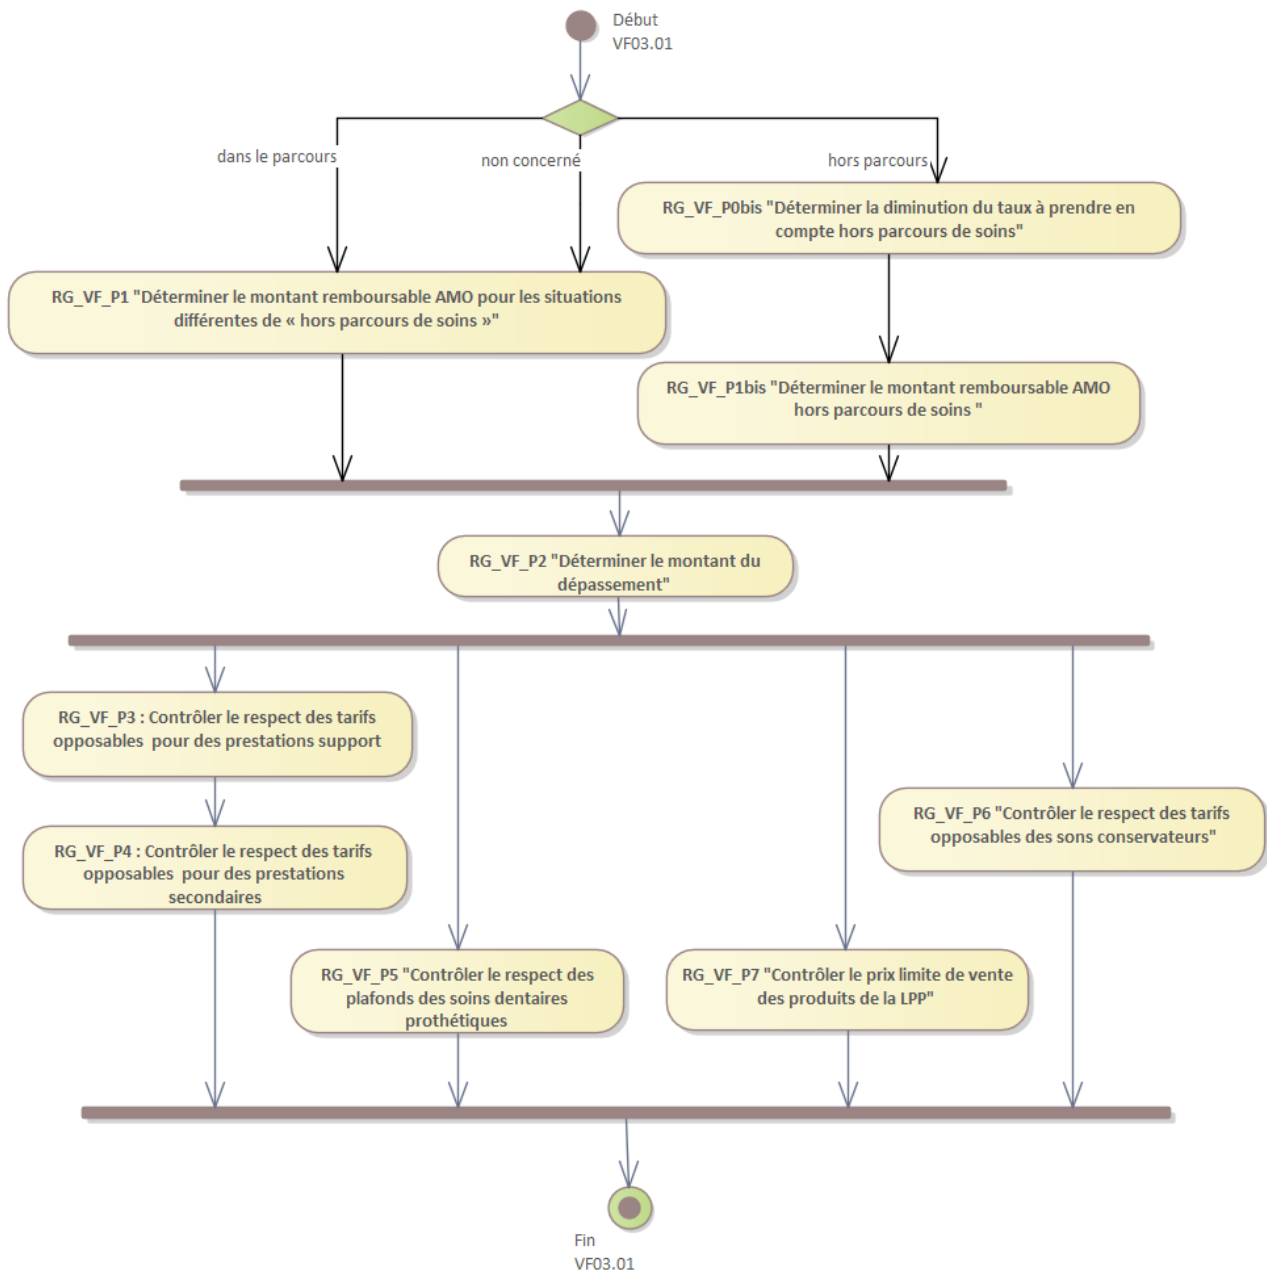 Début
VF03.01
dans le parcours
non concerné
hors parcours
RG_VF_P0bis "Déterminer la diminution du taux à prendre en
compte hors parcours de soins"
RG_VF_P1 "Déterminer le montant remboursable AMO pour les situations
différentes de « hors parcours de soins »"
RG_VF_P1bis "Déterminer le montant remboursable AMO
hors parcours de soins "
RG_VF_P2 "Déterminer le montant du
dépassement"
RG_VF_P3 : Contrôler le respect des tarifs
opposables  pour des prestations support
RG_VF_P4 : Contrôler le respect des tarifs
opposables  pour des prestations
secondaires
RG_VF_P6 "Contrôler le respect des tarifs
opposables des sons conservateurs"
RG_VF_P5 "Contrôler le respect des
plafonds des soins dentaires
prothétiques
RG_VF_P7 "Contrôler le prix limite de vente
des produits de la LPP"
Fin
VF03.01